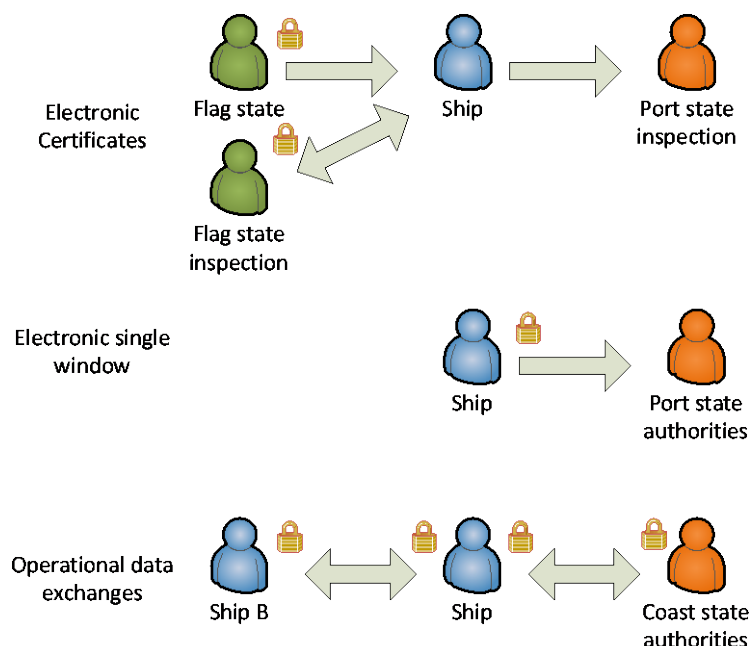 Electronic
Certificates
Flag state
Ship
Port state
inspection
Flag state
inspection
Electronic single
window
Ship
Port state
authorities
Operational data
exchanges
Ship B
Ship
Coast state
authorities